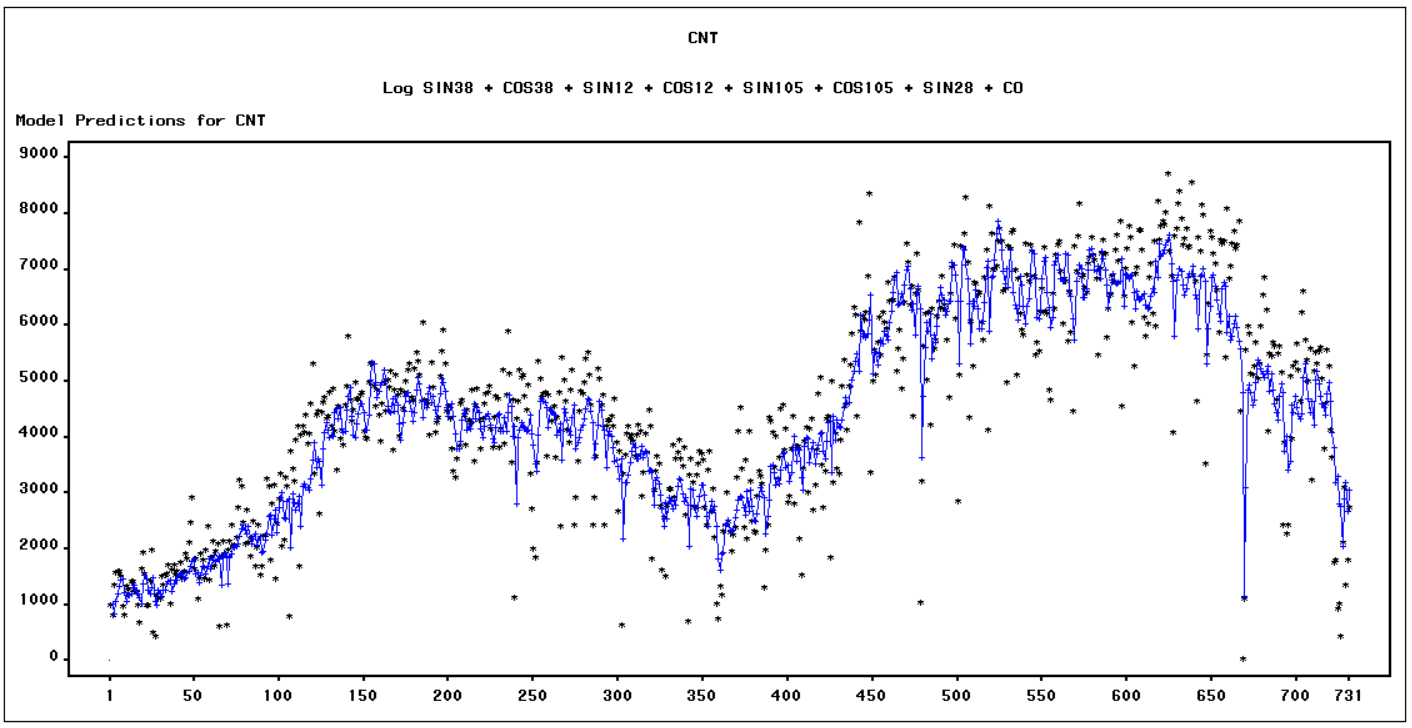 CNT
Log SIN38 + COS38 + SIN12 + COS12 + SIN105 + COS105 + SIN28 + CO
Model Predictions for CNT
9000
8000
7000
6000
5000
4000
3000
2000
1000
0
1 50 100 150 200 250 300 350 400 450 500 550 600 650 700 731